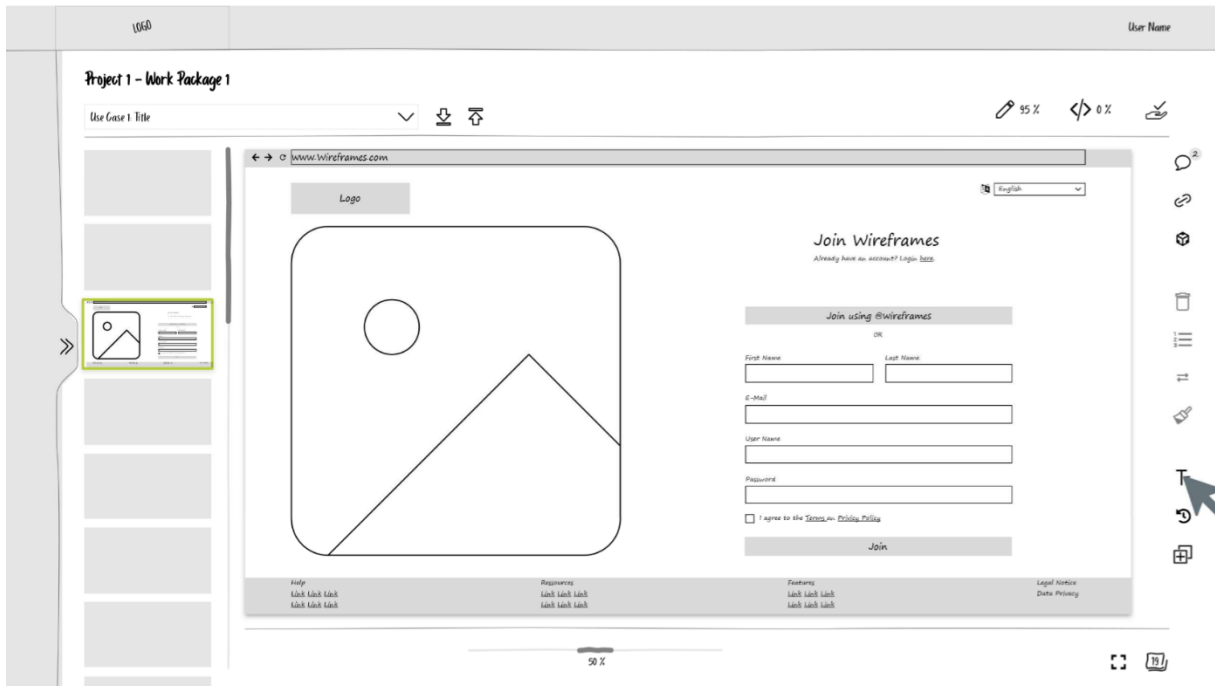 LOGO
User Name
Project 1 - Work Package 1
Use Case 1 Title
95 %
</> 0 %
www.Wireframes.com
2
Logo
English
Join Wireframes
Already have an account? Login here.
Join using @Wireframes
OR
First Name Last Name
E-Mail
User Name
Password
I agree to the Terms an Privicy Policy
Join
T
Help Ressources Features Legal Notice
Link Link Link Link Link Link Link Link Link Data Privacy
Link Link Link Link Link Link Link Link Link
50 %
19